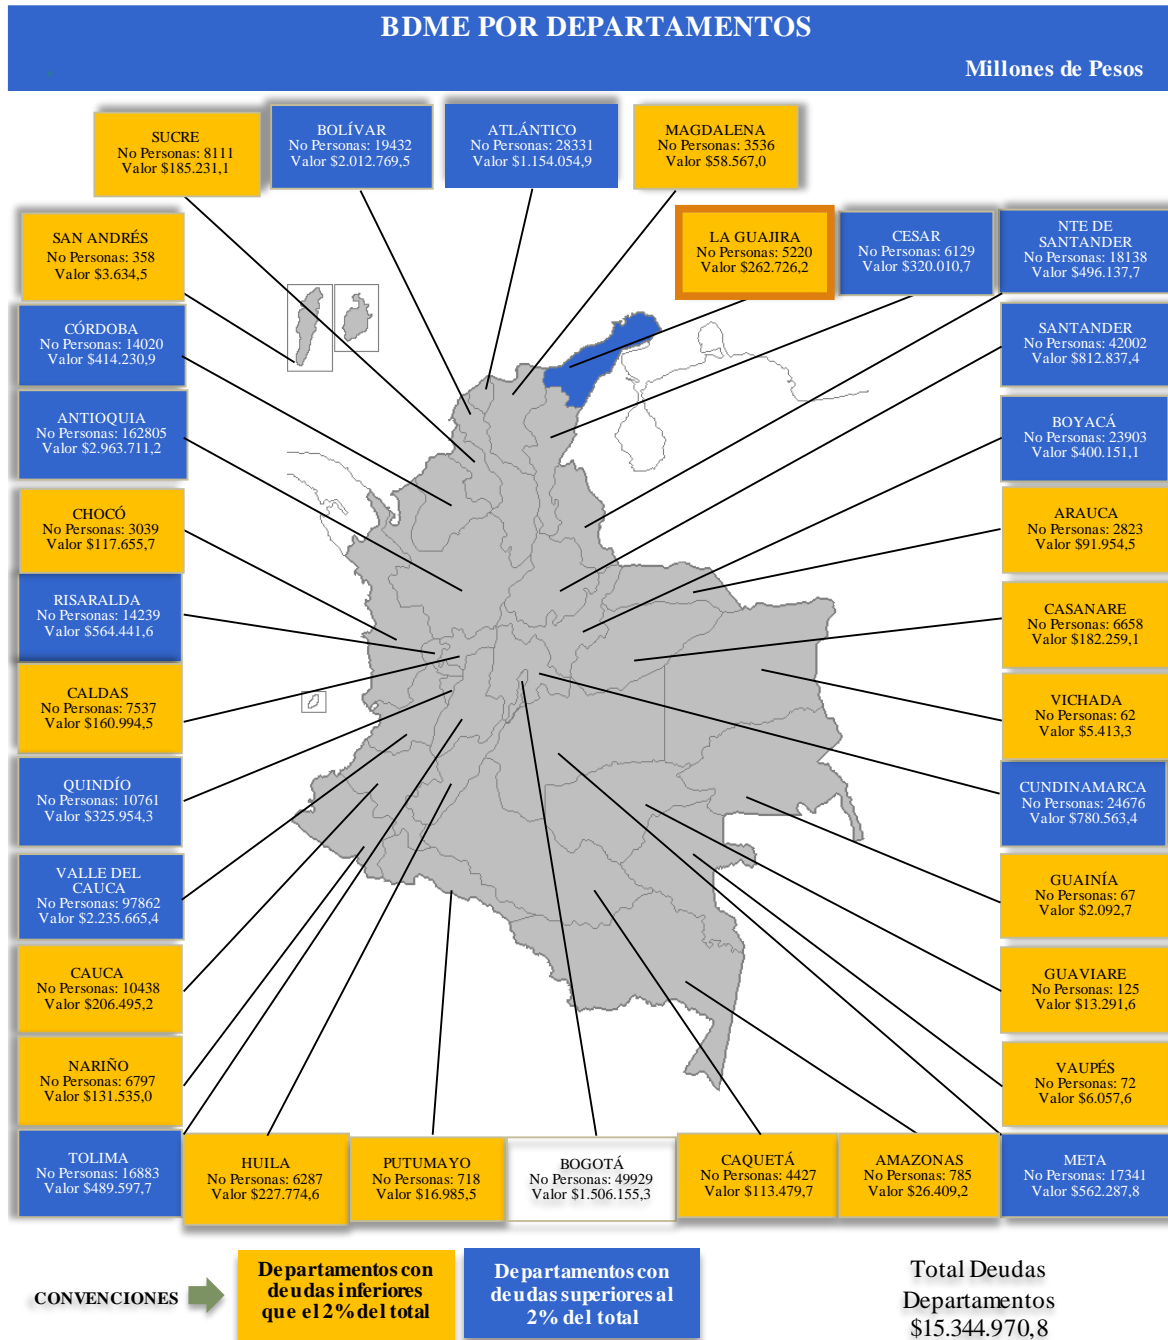 BDME POR DEPARTAMENTOS
Millones de Pesos
SUCRE
No Personas: 8111
Valor $185.231,1
BOLÍVAR
No Personas: 19432
Valor $2.012.769,5
ATLÁNTICO
No Personas: 28331
Valor $1.154.054,9
MAGDALENA
No Personas: 3536
Valor $58.567,0
SAN ANDRÉS
No Personas: 358
Valor $3.634,5
LA GUAJIRA
No Personas: 5220
Valor $262.726,2
CESAR
No Personas: 6129
Valor $320.010,7
NTE DE
SANTANDER
No Personas: 18138
Valor $496.137,7
CÓRDOBA
No Personas: 14020
Valor $414.230,9
SANTANDER
No Personas: 42002
Valor $812.837,4
ANTIOQUIA
No Personas: 162805
Valor $2.963.711,2
BOYACÁ
No Personas: 23903
Valor $400.151,1
CHOCÓ
No Personas: 3039
Valor $117.655,7
ARAUCA
No Personas: 2823
Valor $91.954,5
RISARALDA
No Personas: 14239
Valor $564.441,6
CASANARE
No Personas: 6658
Valor $182.259,1
CALDAS
No Personas: 7537
Valor $160.994,5
VICHADA
No Personas: 62
Valor $5.413,3
QUINDÍO
No Personas: 10761
Valor $325.954,3
CUNDINAMARCA
No Personas: 24676
Valor $780.563,4
VALLE DEL
CAUCA
No Personas: 97862
Valor $2.235.665,4
GUAINÍA
No Personas: 67
Valor $2.092,7
CAUCA
No Personas: 10438
Valor $206.495,2
GUAVIARE
No Personas: 125
Valor $13.291,6
NARIÑO
No Personas: 6797
Valor $131.535,0
VAUPÉS
No Personas: 72
Valor $6.057,6
TOLIMA
No Personas: 16883
Valor $489.597,7
HUILA
No Personas: 6287
Valor $227.774,6
PUTUMAYO
No Personas: 718
Valor $16.985,5
BOGOTÁ
No Personas: 49929
Valor $1.506.155,3
CAQUETÁ
No Personas: 4427
Valor $113.479,7
AMAZONAS
No Personas: 785
Valor $26.409,2
META
No Personas: 17341
Valor $562.287,8
CONVENCIONES
Departamentos con
deudas inferiores
que el 2% del total
Departamentos con
deudas superiores al
2% del total
Total Deudas
Departamentos
$15.344.970,8